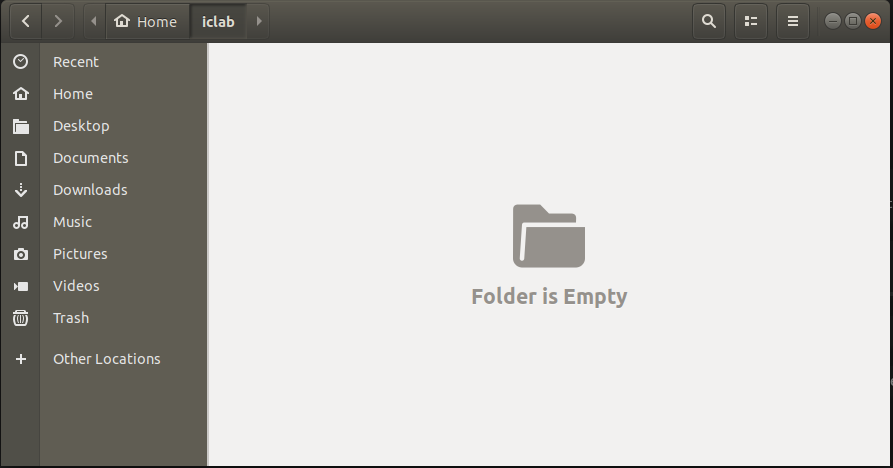 Home iclab
Recent
Home
Desktop
Documents
Downloads
Music
Pictures
Videos
Trash
Other Locations
Folder is Empty